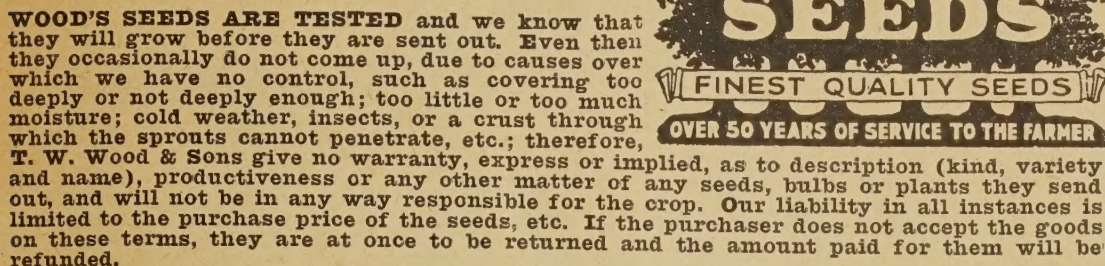 WOOD'S SEEDS ARE TESTED and we know that
they will grow before they are sent out. Even then
they occasionally do not come up, due to causes over
which we have no control, such as covering too
deeply or not deeply enough; too little or too much
moisture; cold weather, insects, or a crust through
which the sprouts cannot penetrate, etc.; therefore,
SEEDS
FINEST QUALITY SEEDS
OVER 50 YEARS OF SERVICE TO THE FARMER
T. W. Wood & Sons give no warranty, express or implied, as to description (kind, variety
and name), productiveness or any other matter of any seeds, bulbs or plants they send
out, and will not be in any way responsible for the crop. Our liability in all instances is
limited to the purchase price of the seeds, etc. If the purchaser does not accept the goods
on these terms, they are at once to be returned and the amount paid for them will be
refunded.